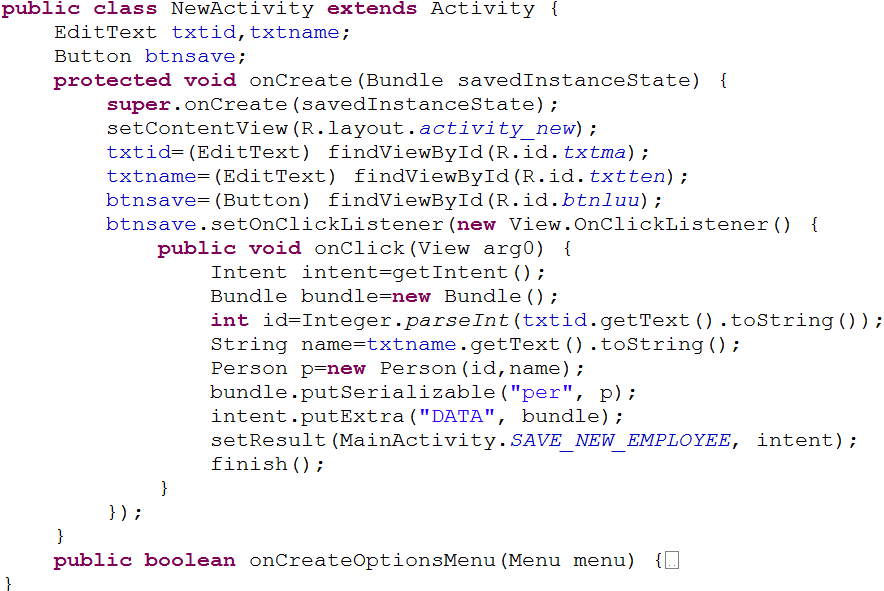 public class NewActivity extends Activity {
    EditText txtid,txtname;
    Button btnsave;
    protected void onCreate(Bundle savedInstanceState) {
        super.onCreate(savedInstanceState);
        setContentView(R.layout.activity_new);
        txtid=(EditText) findViewById(R.id.txtma);
        txtname=(EditText) findViewById(R.id.txtten);
        btnsave=(Button) findViewById(R.id.btnluu);
        btnsave.setOnClickListener(new View.OnClickListener() {
            public void onClick(View arg0) {
                Intent intent=getIntent();
                Bundle bundle=new Bundle();
                int id=Integer.parseInt(txtid.getText().toString());
                String name=txtname.getText().toString();
                Person p=new Person(id,name);
                bundle.putSerializable("per", p);
                intent.putExtra("DATA", bundle);
                setResult(MainActivity.SAVE_NEW_EMPLOYEE, intent);
                finish();
            }
        });
    }
    public boolean onCreateOptionsMenu(Menu menu) {..
}